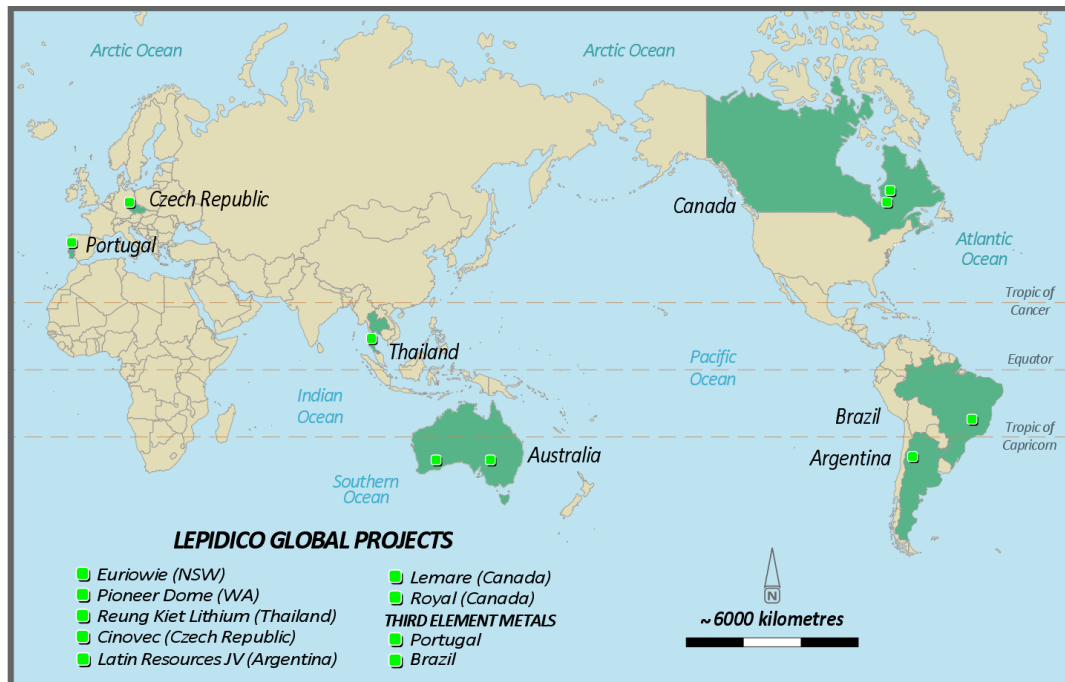 Arctic Ocean
Arctic Ocean
Czech Republic
Canada
Portugal
Atlantic
Ocean
Tropic of
Cancer
Thailand
Pacific
Ocean
Equator
Indian
Ocean
Brazil
Tropic of
Capricorn
Australia
Argentina
Southern
Ocean
LEPIDICO GLOBAL PROJECTS
Euriowie (NSW)
Pioneer Dome (WA)
Reung Kiet Lithium (Thailand)
Cinovec (Czech Republic)
Latin Resources JV (Argentina)
Lemare (Canada)
Royal (Canada)
THIRD ELEMENT METALS
Portugal
Brazil
N
~ 6000 kilometres